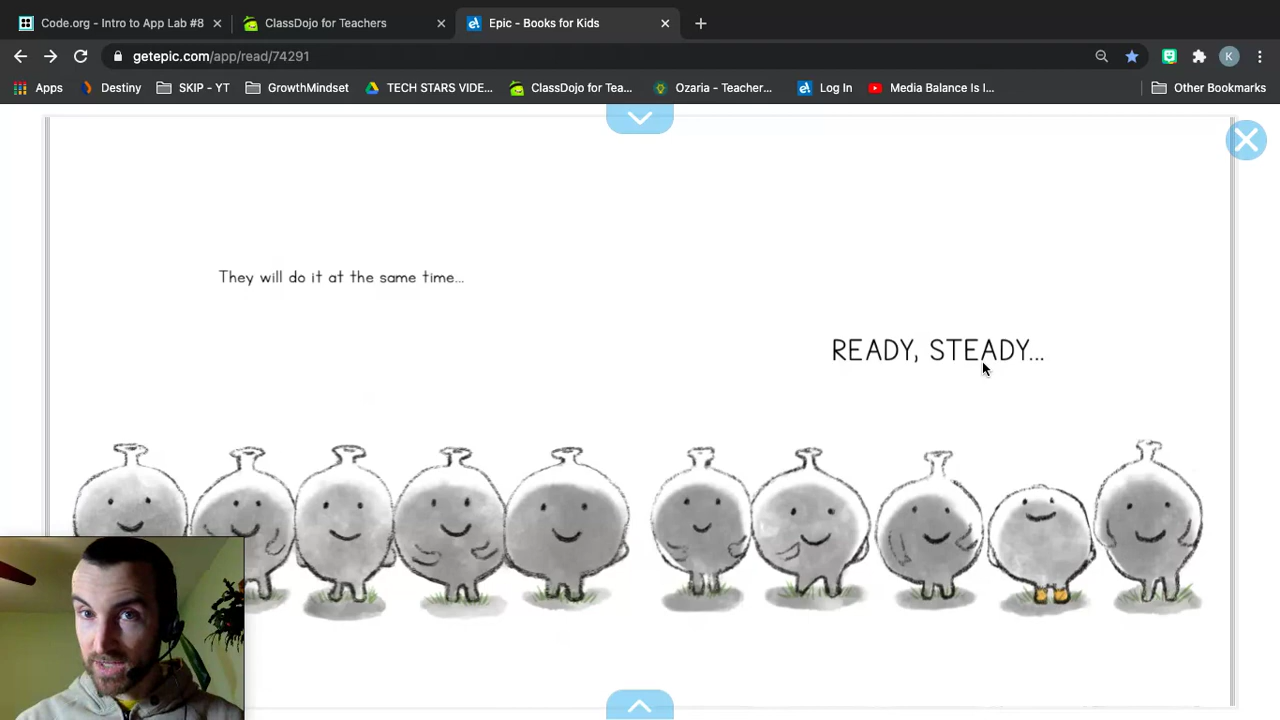 Code.org - Intro to App Lab #8
ClassDojo for Teachers
Epic - Books for Kids
getepic.com/app/read/74291
K
Apps
Destiny
SKIP - YT
GrowthMindset
TECH STARS VIDE...
ClassDojo for Tea...
Ozaria - Teacher...
Log In
Media Balance Is I...
Other Bookmarks
They will do it at the same time...
READY, STEADY...